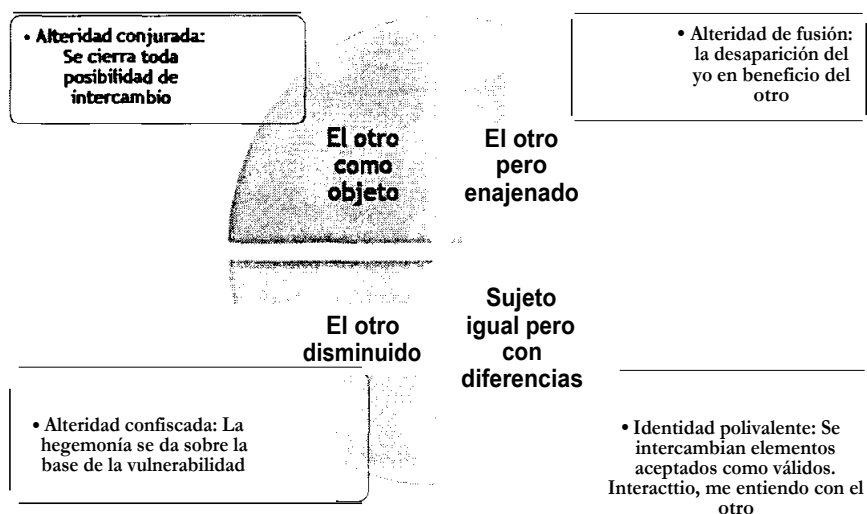 • Alteridad conjurada:
Se cierra toda
posibilidad de
intercambio
• Alteridad de fusión:
la desaparición del
yo en beneficio del
otro
El otro
como
objeto
El otro
pero
enajenado
El otro
disminuido
Sujeto
igual pero
con
diferencias
• Alteridad confiscada: La
hegemonía se da sobre la
base de la vulnerabilidad
• Identidad polivalente: Se
intercambian elementos
aceptados como válidos.
Interacttio, me entiendo con el
otro